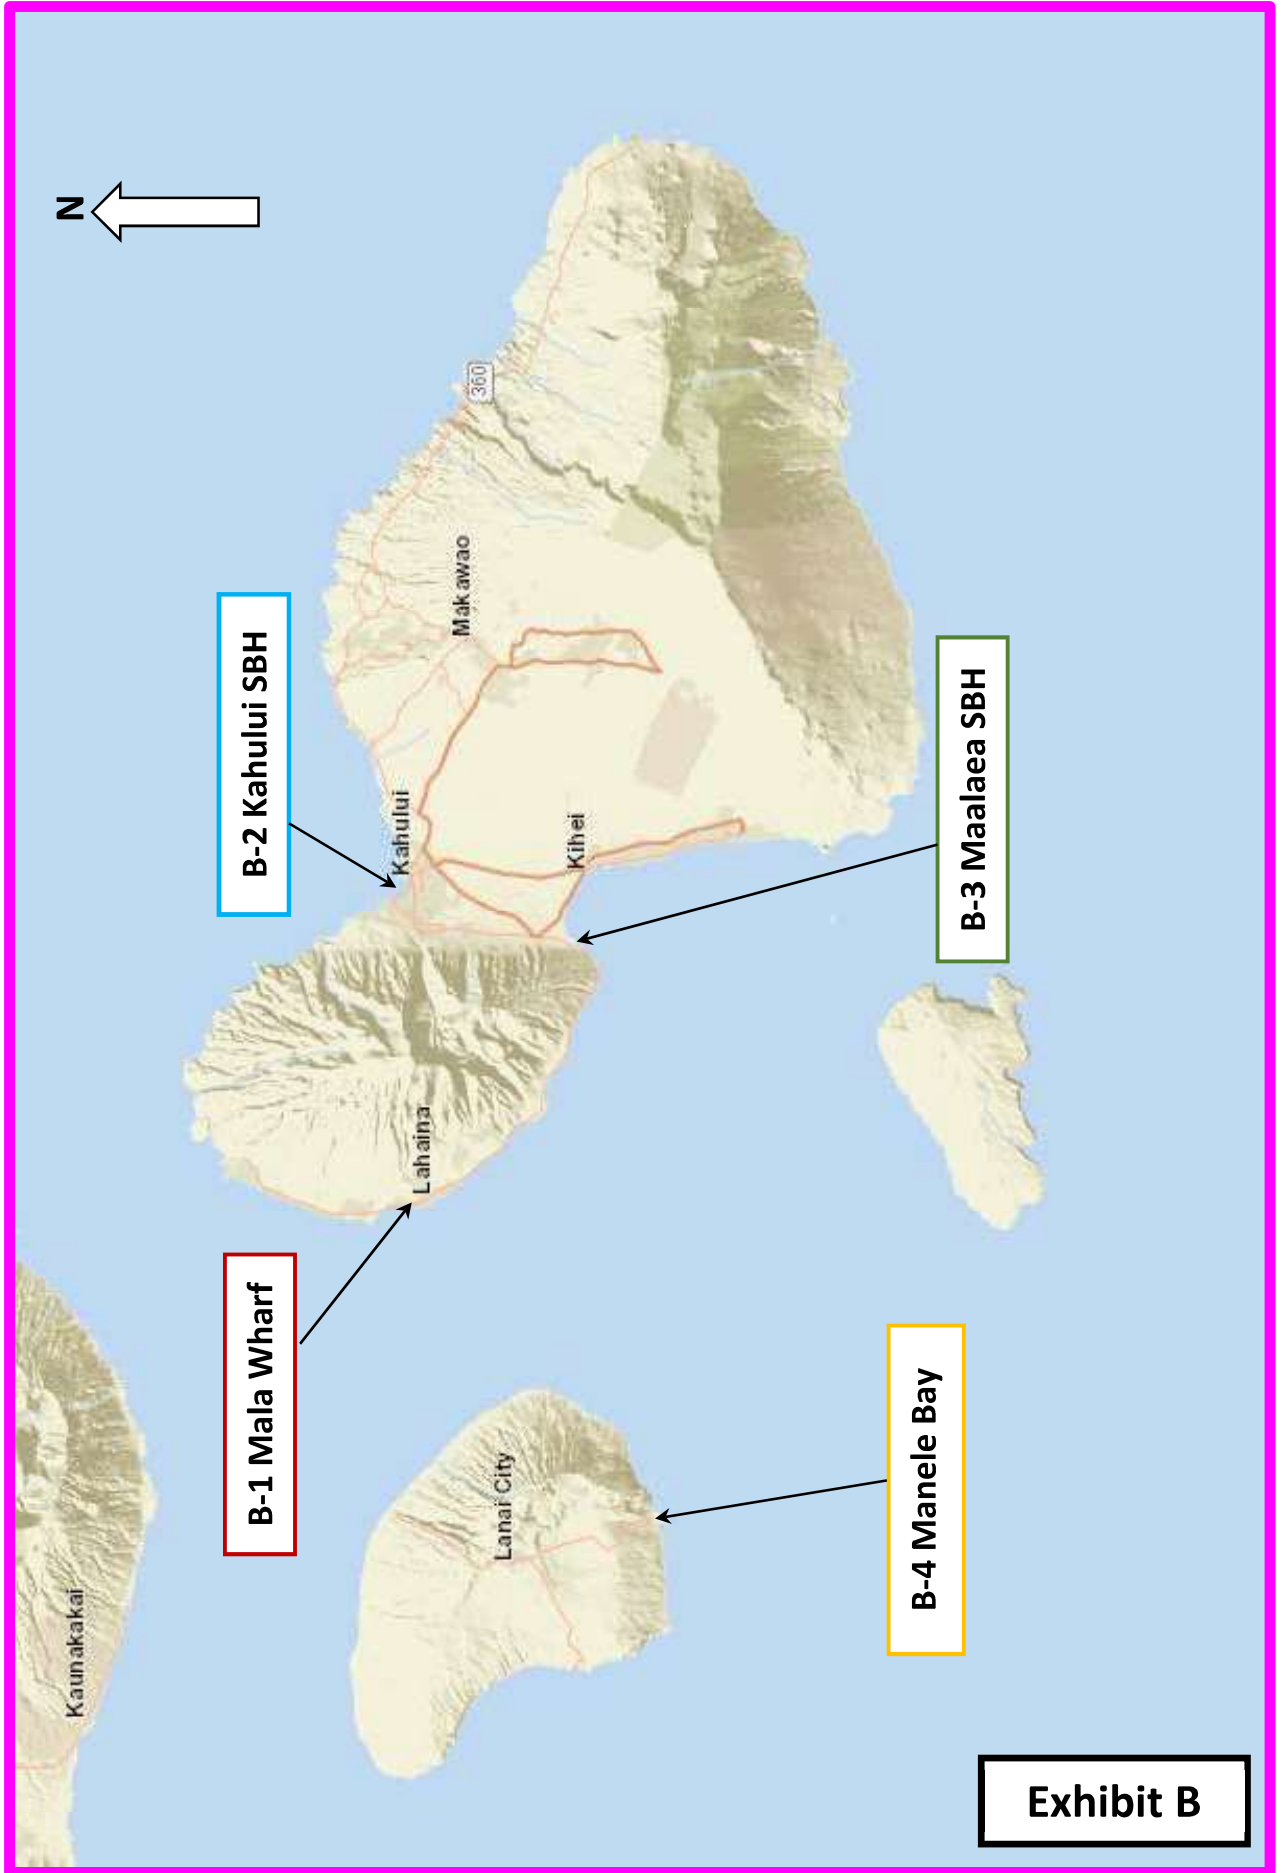 N
Kaunakakai
B-1 Mala Wharf
B-2 Kahului SBH
Lahaina
Kahului
Makawao
360
Lanai City
Kihei
B-4 Manele Bay
B-3 Maalaea SBH
Exhibit B